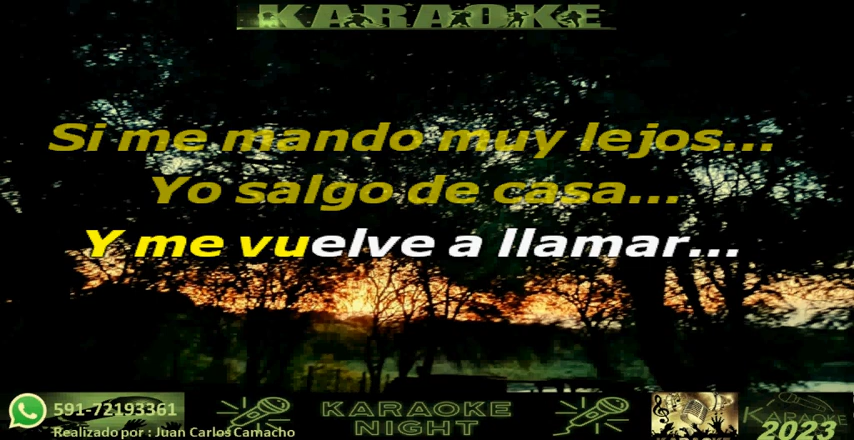 KARAOKE
Si me mando muy lejos...
Yo salgo de casa...
Y me vuelve a llamar...
591-72193361
Realizado por : Juan Carlos Camacho
KARAOKE
NIGHT
KARAOKE
KARAOKE
2023